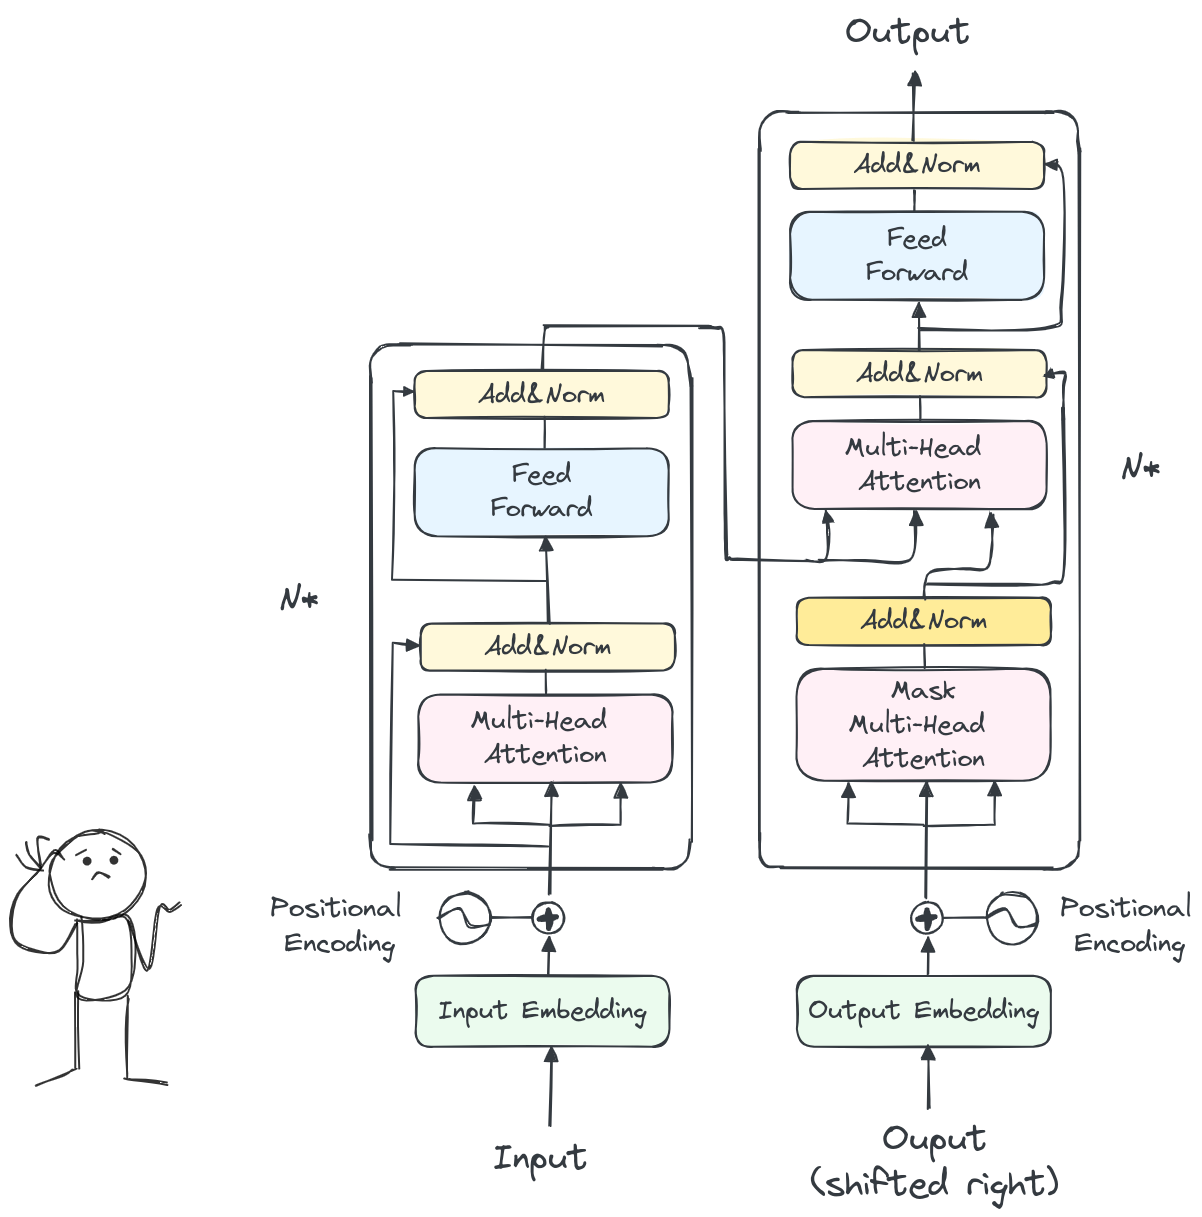 Output
Add&Norm
Feed
Forward
Add&Norm
Multi-Head
Attention
N*
Add&Norm
Mask
Multi-Head
Attention
Add&Norm
Feed
Forward
N*
Add&Norm
Multi-Head
Attention
Positional
Encoding
Positional
Encoding
Input Embedding
Output Embedding
Input
Ouput
(shifted right)